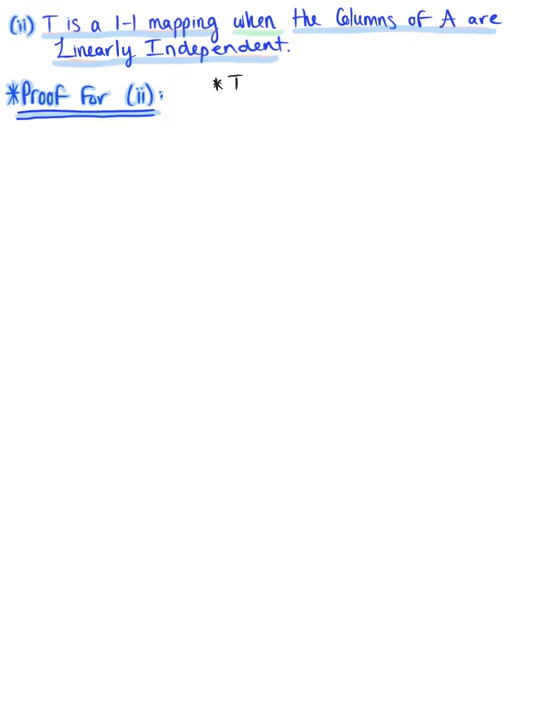 (ii) T is a 1-1 mapping when the Columns of A are
Linearly Independent.
*Proof For (ii):
* T